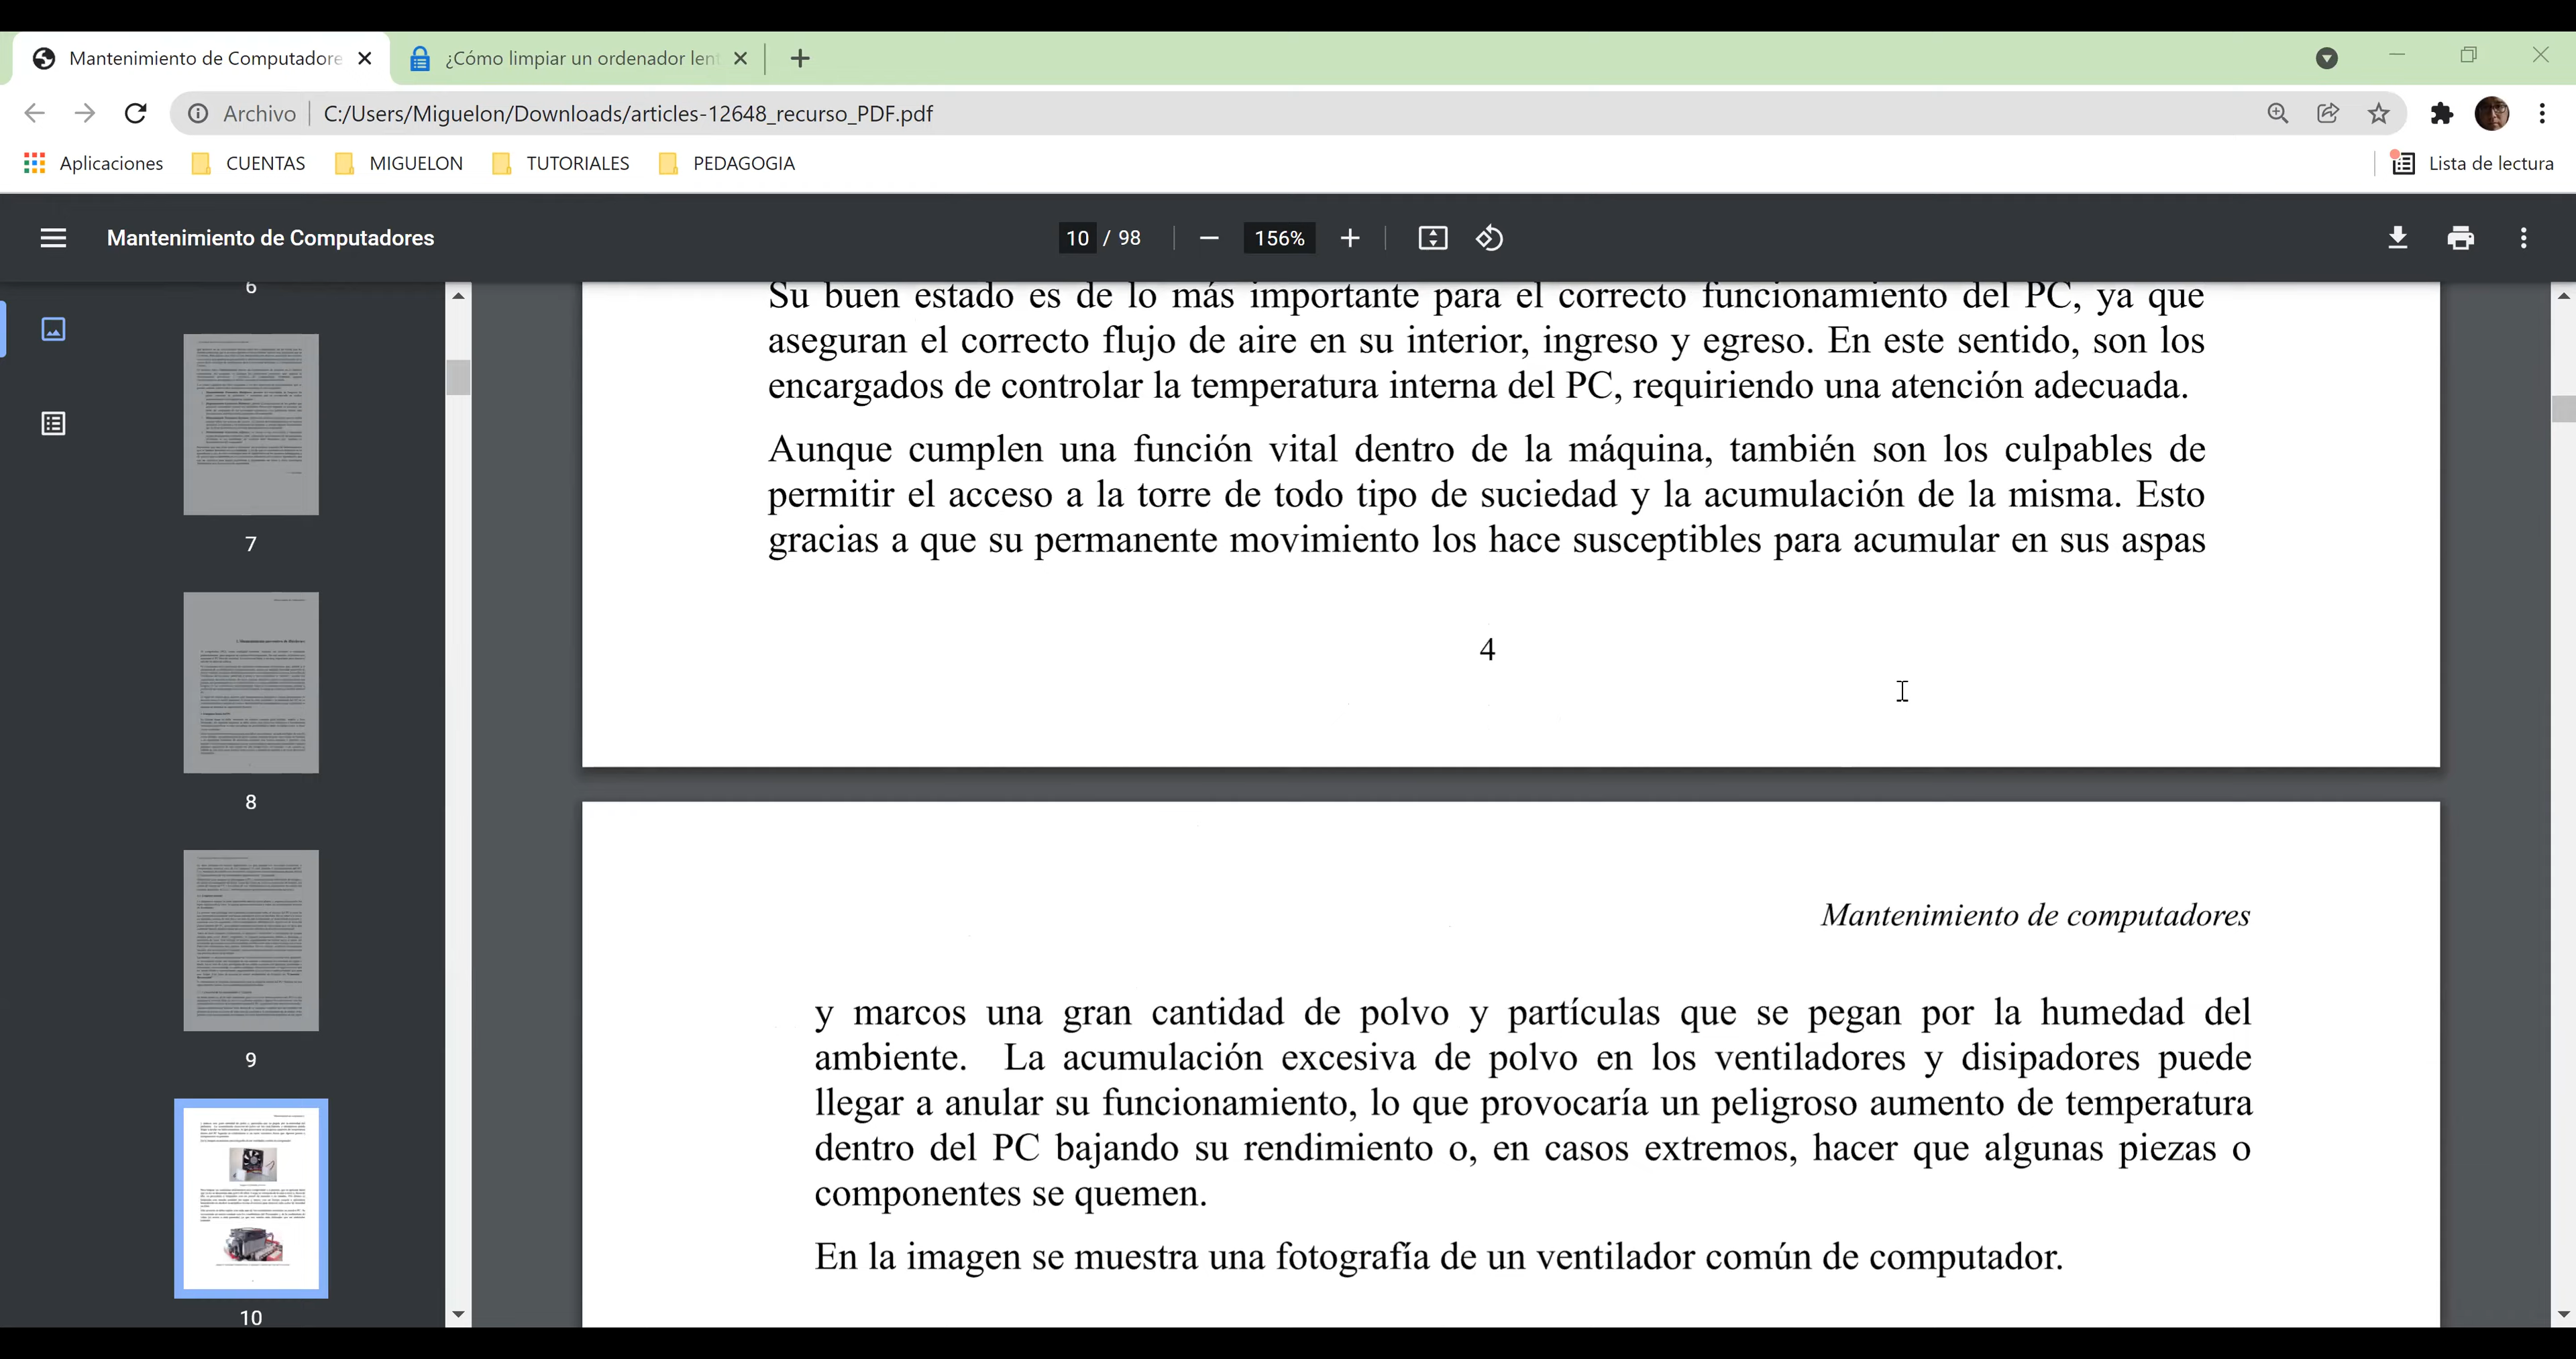 Mantenimiento de Computadore
¿Cómo limpiar un ordenador lent
Archivo
C:/Users/Miguelon/Downloads/articles-12648_recurso_PDF.pdf
Aplicaciones
CUENTAS
MIGUELON
TUTORIALES
PEDAGOGIA
Lista de lectura
Mantenimiento de Computadores
10 / 98
156%
6
7
8
9
10
Su buen estado es de lo más importante para el correcto funcionamiento del PC, ya que
aseguran el correcto flujo de aire en su interior, ingreso y egreso. En este sentido, son los
encargados de controlar la temperatura interna del PC, requiriendo una atención adecuada.
Aunque cumplen una función vital dentro de la máquina, también son los culpables de
permitir el acceso a la torre de todo tipo de suciedad y la acumulación de la misma. Esto
gracias a que su permanente movimiento los hace susceptibles para acumular en sus aspas
4
Mantenimiento de computadores
y marcos una gran cantidad de polvo y partículas que se pegan por la humedad del
ambiente. La acumulación excesiva de polvo en los ventiladores y disipadores puede
llegar a anular su funcionamiento, lo que provocaría un peligroso aumento de temperatura
dentro del PC bajando su rendimiento o, en casos extremos, hacer que algunas piezas o
componentes se quemen.
En la imagen se muestra una fotografía de un ventilador común de computador.